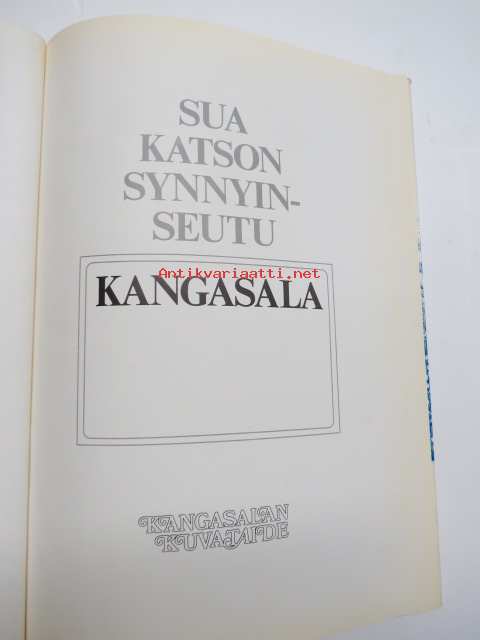 SUA
KATSON
SYNNYIN-
SEUTU
Antikvariaatti.net
KANGASALA
KANGASALAN
KUVATAIDE